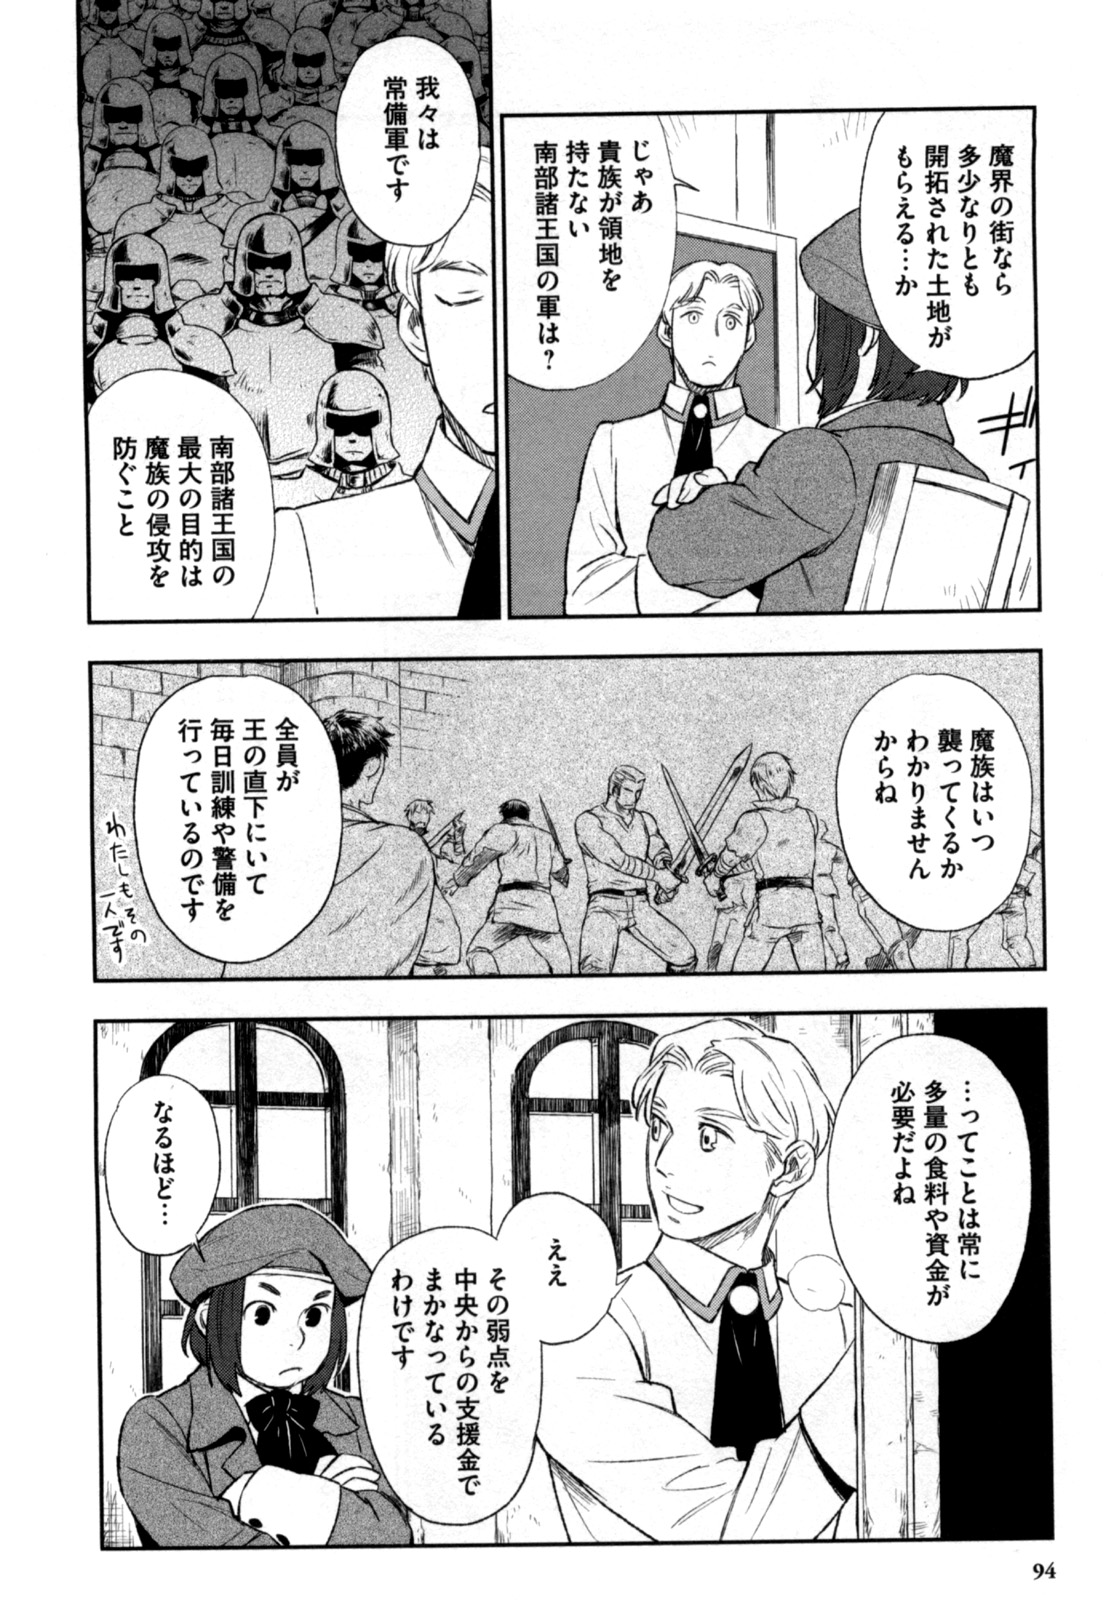 魔界の街なら
多少なりとも
開拓された土地が
もらえる…か
じゃあ
貴族が領地を
持たない
南部諸王国の軍は?
我々は
常備軍です
南部諸王国の
最大の目的は
魔族の侵攻を
防ぐこと
魔族はいつ
襲ってくるか
わかりません
からね
全員が
王の直下にいて
毎日訓練や警備を
行っているのです
わたしもその
一人です
…ってことは常に
多量の食料や資金が
必要だよね
ええ
その弱点を
中央からの支援金で
まかなっている
わけです
なるほど…
94